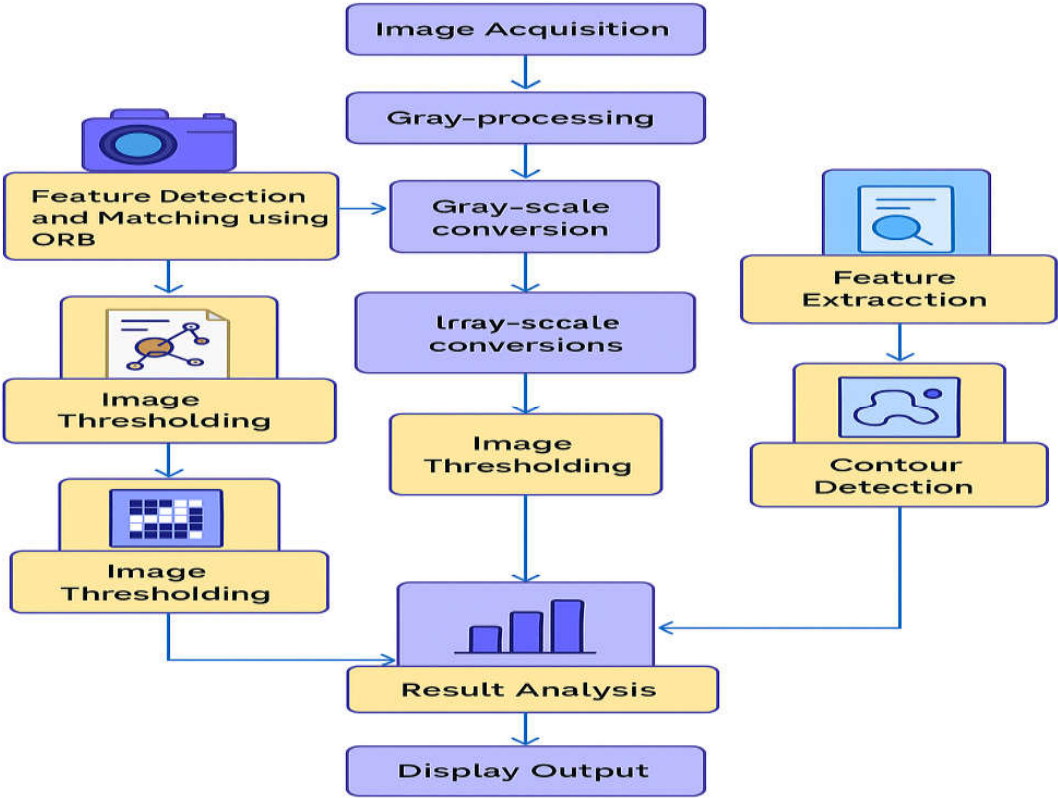 Image Acquisition
Gray-processing
Feature Detection
and Matching using
ORB
Gray-scale
conversion
Feature
Extracction
lrray-sccale
conversions
Image
Thresholding
Image
Thresholding
Contour
Detection
Image
Thresholding
Result Analysis
Display Output